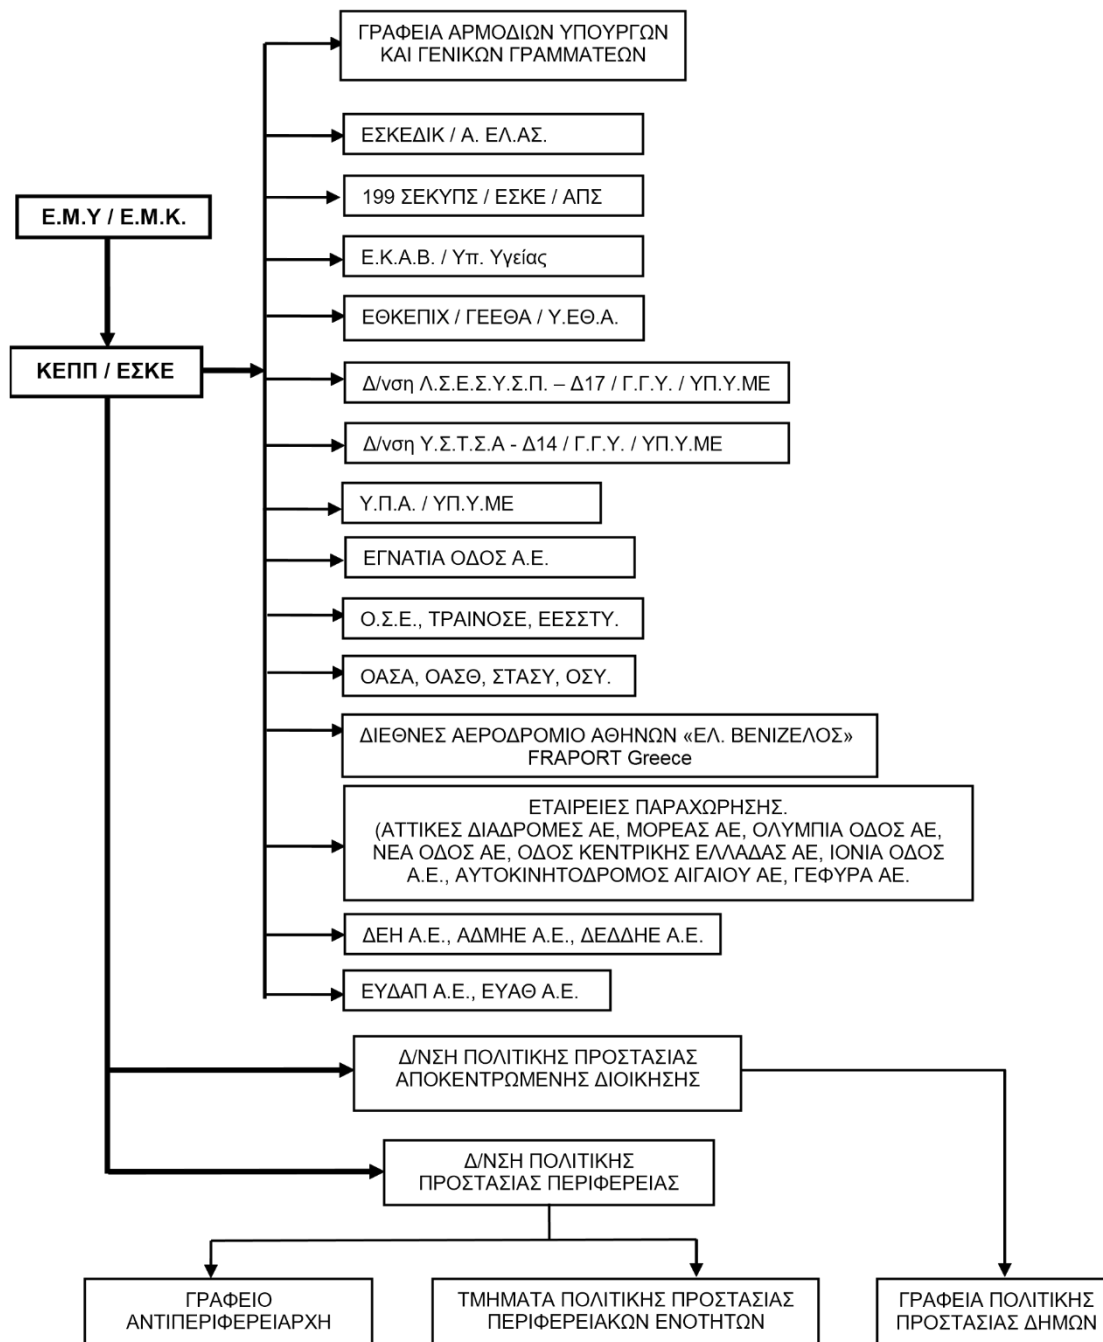 ΓΡΑΦΕΙΑ ΑΡΜΟΔΙΩΝ ΥΠΟΥΡΓΩΝ
ΚΑΙ ΓΕΝΙΚΩΝ ΓΡΑΜΜΑΤΕΩΝ
ΕΣΚΕΔΙΚ / Α. ΕΛ.ΑΣ.
199 ΣΕΚΥΠΣ / ΕΣΚΕ / ΑΠΣ
Ε.Μ.Υ / Ε.Μ.Κ.
Ε.Κ.Α.Β. / Υπ. Υγείας
ΕΘΚΕΠΙΧ / ΓΕΕΘΑ / Υ.ΕΘ.Α.
ΚΕΠΠ / ΕΣΚΕ
Δ/νση Λ.Σ.Ε.Σ.Υ.Σ.Π. – Δ17 / Γ.Γ.Υ. / ΥΠ.Υ.ΜΕ
Δ/νση Υ.Σ.Τ.Σ.Α - Δ14 / Γ.Γ.Υ. / ΥΠ.Υ.ΜΕ
Υ.Π.Α. / ΥΠ.Υ.ΜΕ
ΕΓΝΑΤΙΑ ΟΔΟΣ Α.Ε.
Ο.Σ.Ε., ΤΡΑΙΝΟΣΕ, ΕΕΣΣΤΥ.
ΟΑΣΑ, ΟΑΣΘ, ΣΤΑΣΥ, ΟΣΥ.
ΔΙΕΘΝΕΣ ΑΕΡΟΔΡΟΜΙΟ ΑΘΗΝΩΝ «ΕΛ. ΒΕΝΙΖΕΛΟΣ»
FRAPORT Greece
ΕΤΑΙΡΕΙΕΣ ΠΑΡΑΧΩΡΗΣΗΣ.
(ΑΤΤΙΚΕΣ ΔΙΑΔΡΟΜΕΣ ΑΕ, ΜΟΡΕΑΣ ΑΕ, ΟΛΥΜΠΙΑ ΟΔΟΣ ΑΕ,
ΝΕΑ ΟΔΟΣ ΑΕ, ΟΔΟΣ ΚΕΝΤΡΙΚΗΣ ΕΛΛΑΔΑΣ ΑΕ, ΙΟΝΙΑ ΟΔΟΣ
Α.Ε., ΑΥΤΟΚΙΝΗΤΟΔΡΟΜΟΣ ΑΙΓΑΙΟΥ ΑΕ, ΓΕΦΥΡΑ ΑΕ.
ΔΕΗ Α.Ε., ΑΔΜΗΕ Α.Ε., ΔΕΔΔΗΕ Α.Ε.
ΕΥΔΑΠ Α.Ε., ΕΥΑΘ Α.Ε.
Δ/ΝΣΗ ΠΟΛΙΤΙΚΗΣ ΠΡΟΣΤΑΣΙΑΣ
ΑΠΟΚΕΝΤΡΩΜΕΝΗΣ ΔΙΟΙΚΗΣΗΣ
Δ/ΝΣΗ ΠΟΛΙΤΙΚΗΣ
ΠΡΟΣΤΑΣΙΑΣ ΠΕΡΙΦΕΡΕΙΑΣ
ΓΡΑΦΕΙΟ
ΑΝΤΙΠΕΡΙΦΕΡΕΙΑΡΧΗ
ΤΜΗΜΑΤΑ ΠΟΛΙΤΙΚΗΣ ΠΡΟΣΤΑΣΙΑΣ
ΠΕΡΙΦΕΡΕΙΑΚΩΝ ΕΝΟΤΗΤΩΝ
ΓΡΑΦΕΙΑ ΠΟΛΙΤΙΚΗΣ
ΠΡΟΣΤΑΣΙΑΣ ΔΗΜΩΝ